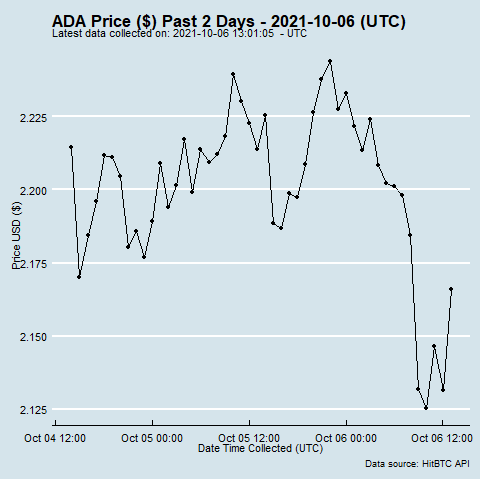 ADA Price ($) Past 2 Days - 2021-10-06 (UTC)
Latest data collected on: 2021-10-06 13:01:05 - UTC
2.225
2.200
2.175
2.150
2.125
Price USD ($)
Oct 04 12:00 Oct 05 00:00 Oct 05 12:00 Oct 06 00:00 Oct 06 12:00
Date Time Collected (UTC)
Data source: HitBTC API